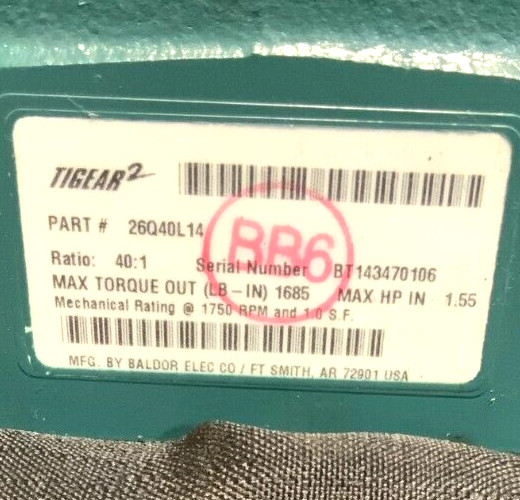 TIGEAR2
PART # 26Q40L14
BR6
Ratio: 40:1 Serial Number BT143470106
MAX TORQUE OUT (LB-IN) 1685 MAX HP IN 1.55
Mechanical Rating @ 1750 RPM and 1.0 S.F.
MFG. BY BALDOR ELEC CO / FT SMITH, AR 72901 USA